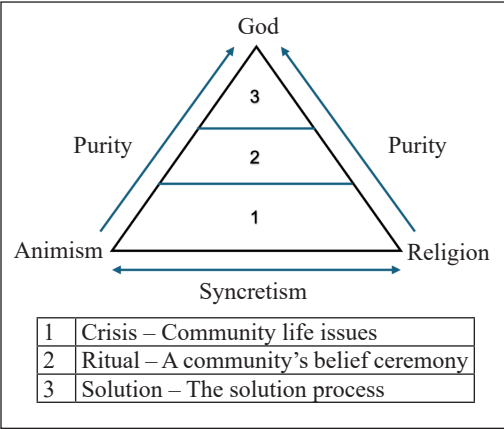 God
3
Purity
Purity
2
1
Animism
Religion
Syncretism
1 Crisis – Community life issues
2 Ritual – A community’s belief ceremony
3 Solution – The solution process